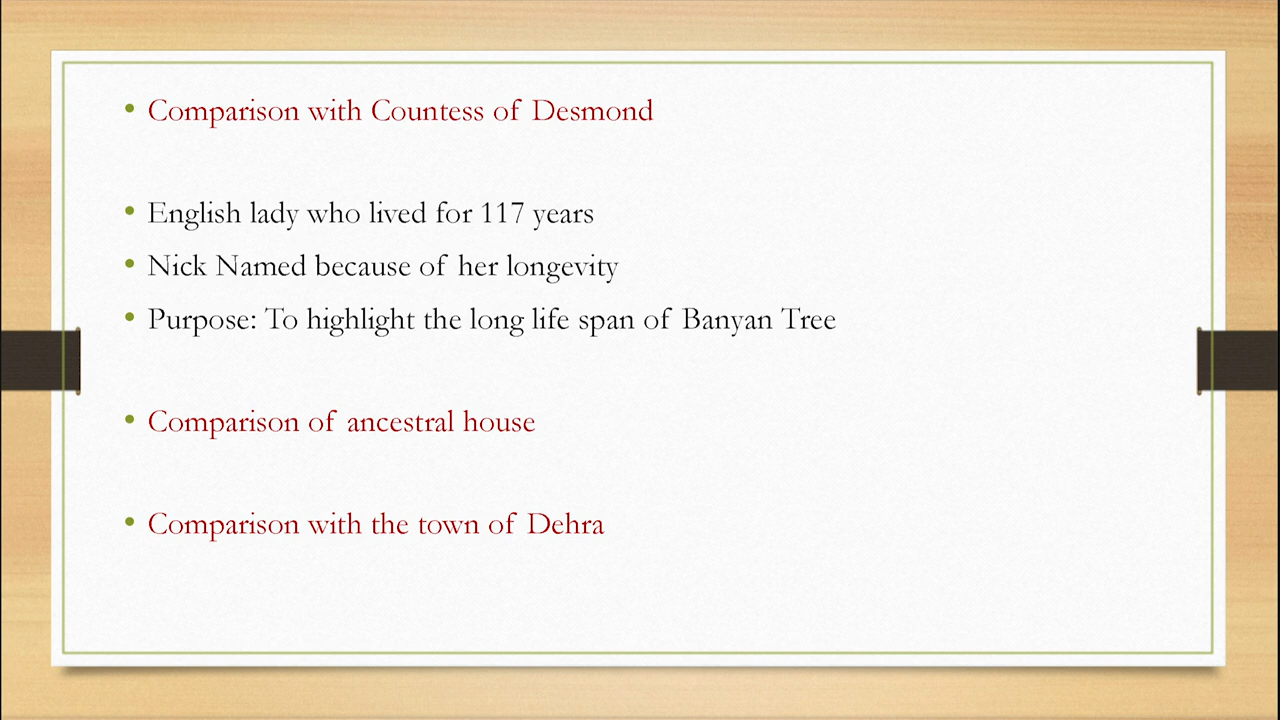 Comparison with Countess of Desmond
English lady who lived for 117 years
Nick Named because of her longevity
Purpose: To highlight the long life span of Banyan Tree
Comparison of ancestral house
Comparison with the town of Dehra